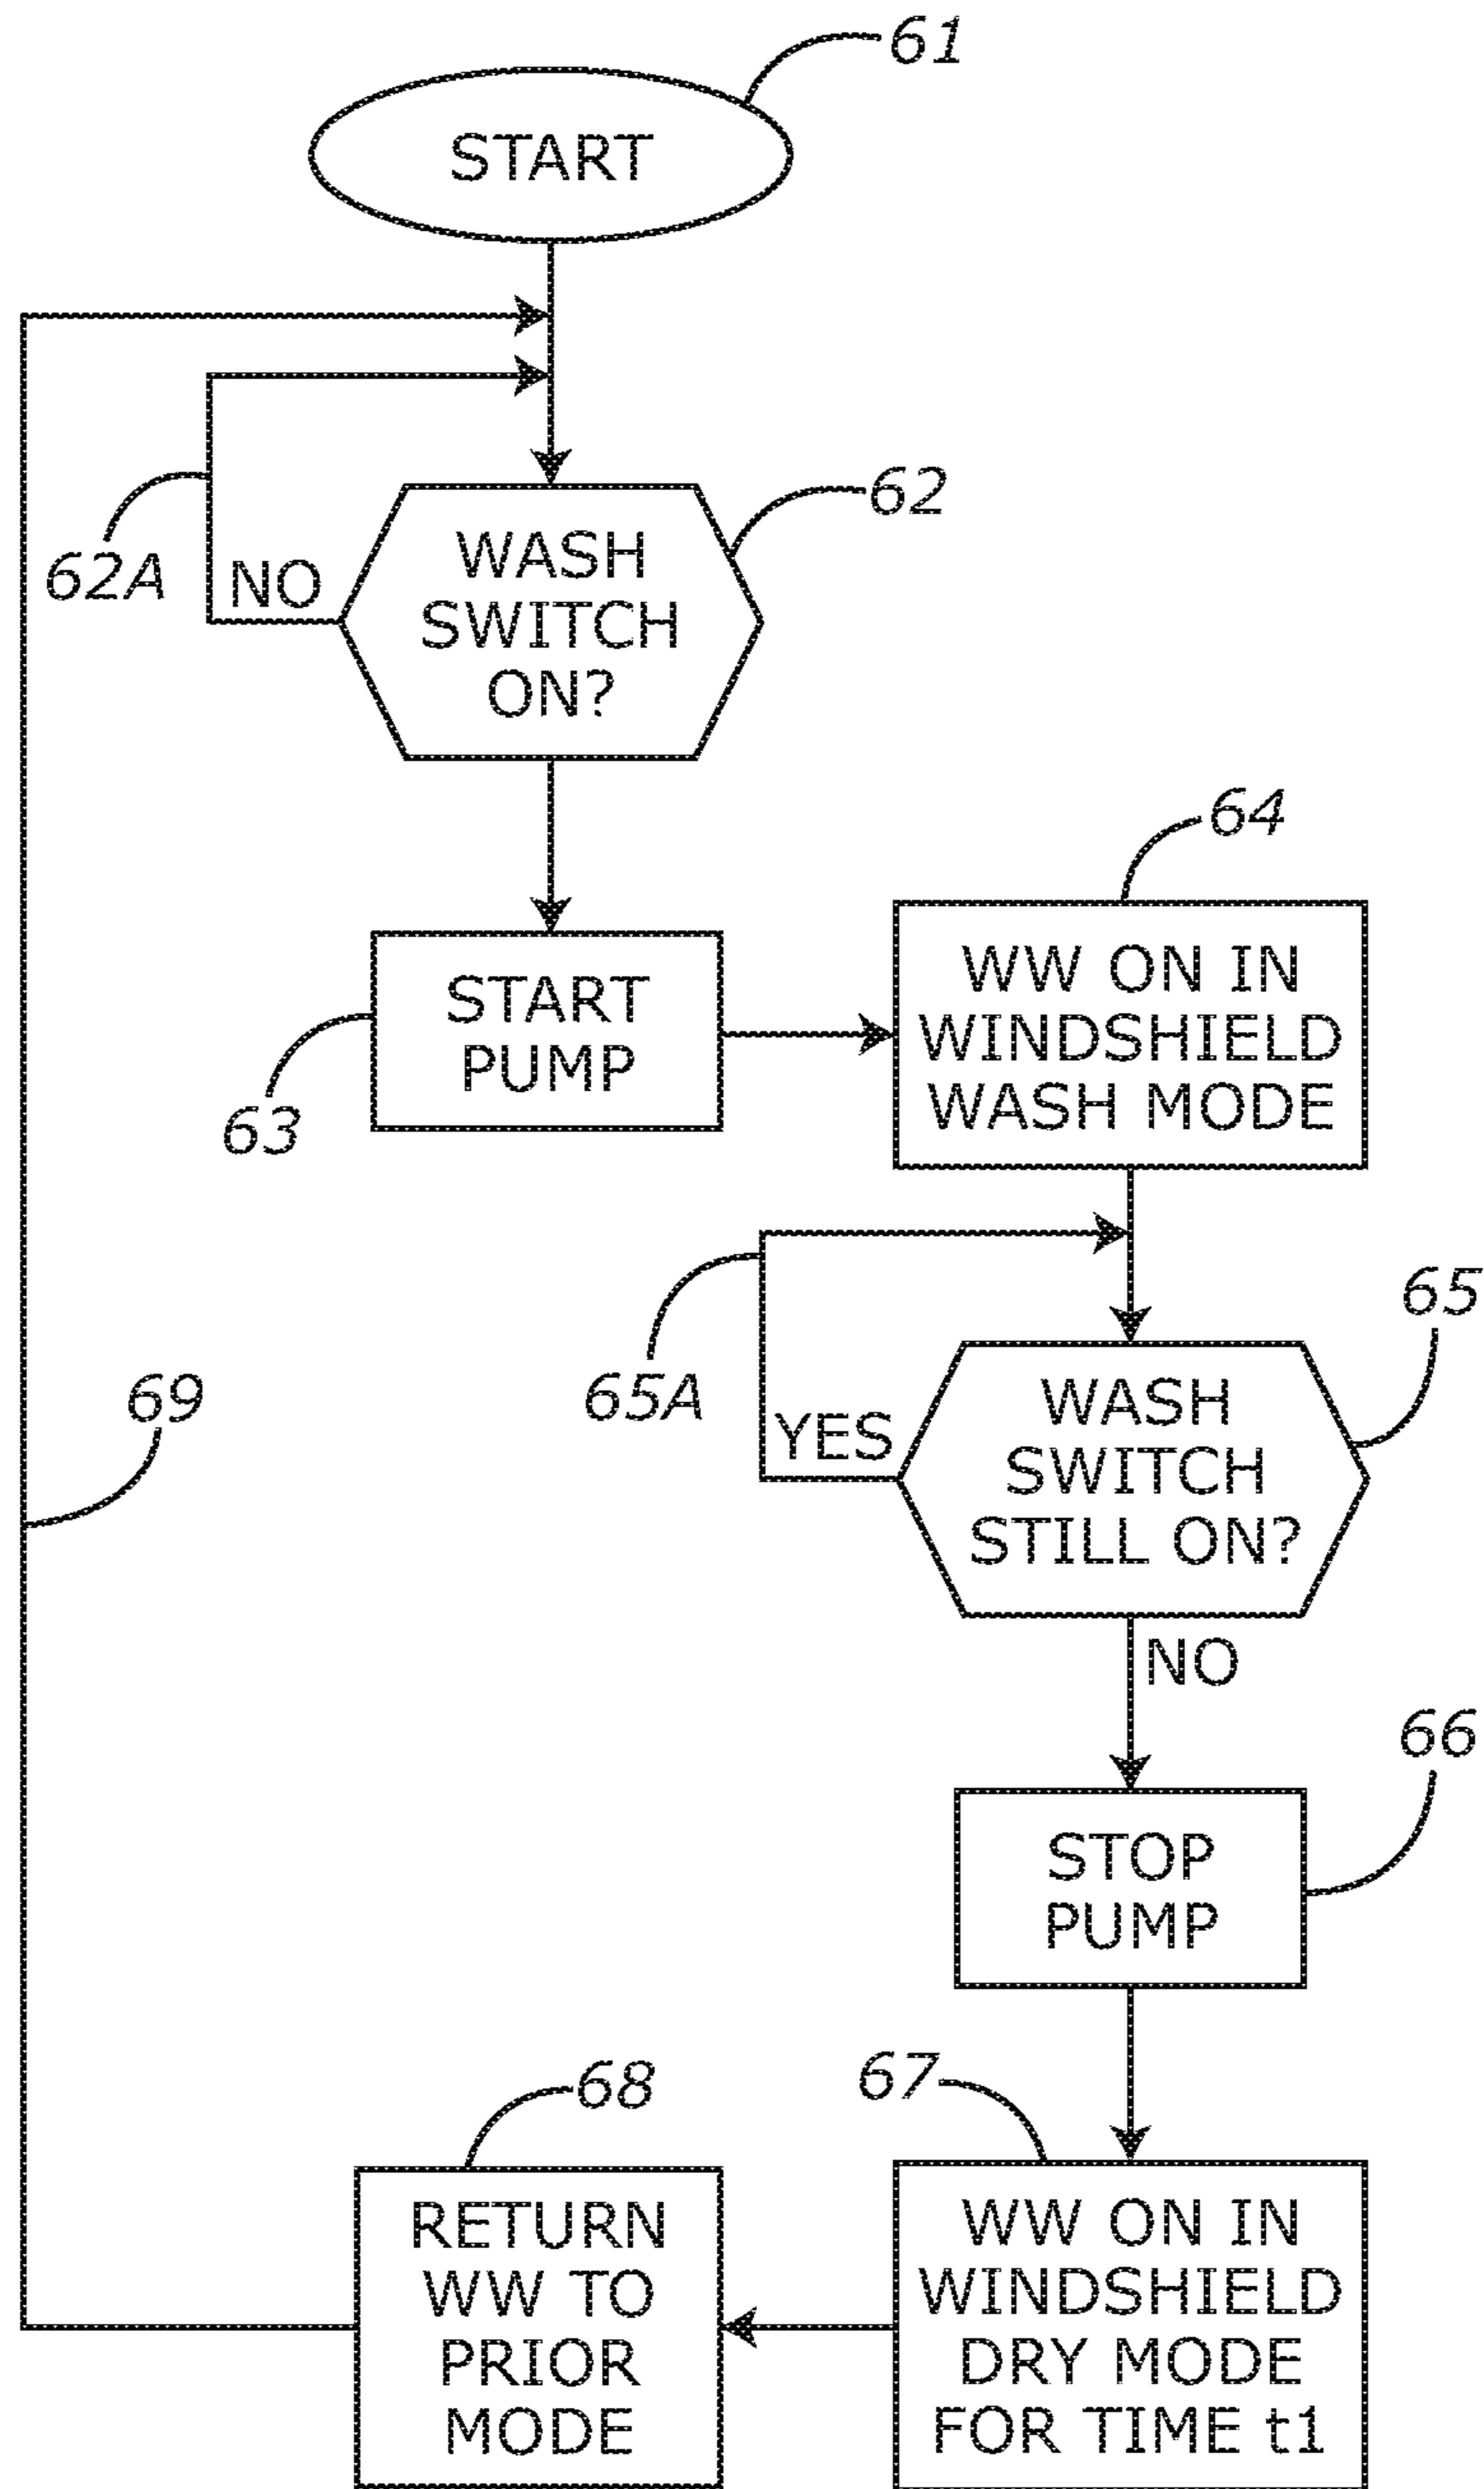 61
START
62
62A
NO
WASH
SWITCH
ON?
64
START
PUMP
63
WW ON IN
WINDSHIELD
WASH MODE
65
65A
YES
WASH
SWITCH
STILL ON?
69
NO
66
STOP
PUMP
68
67
RETURN
WW TO
PRIOR
MODE
WW ON IN
WINDSHIELD
DRY MODE
FOR TIME t1